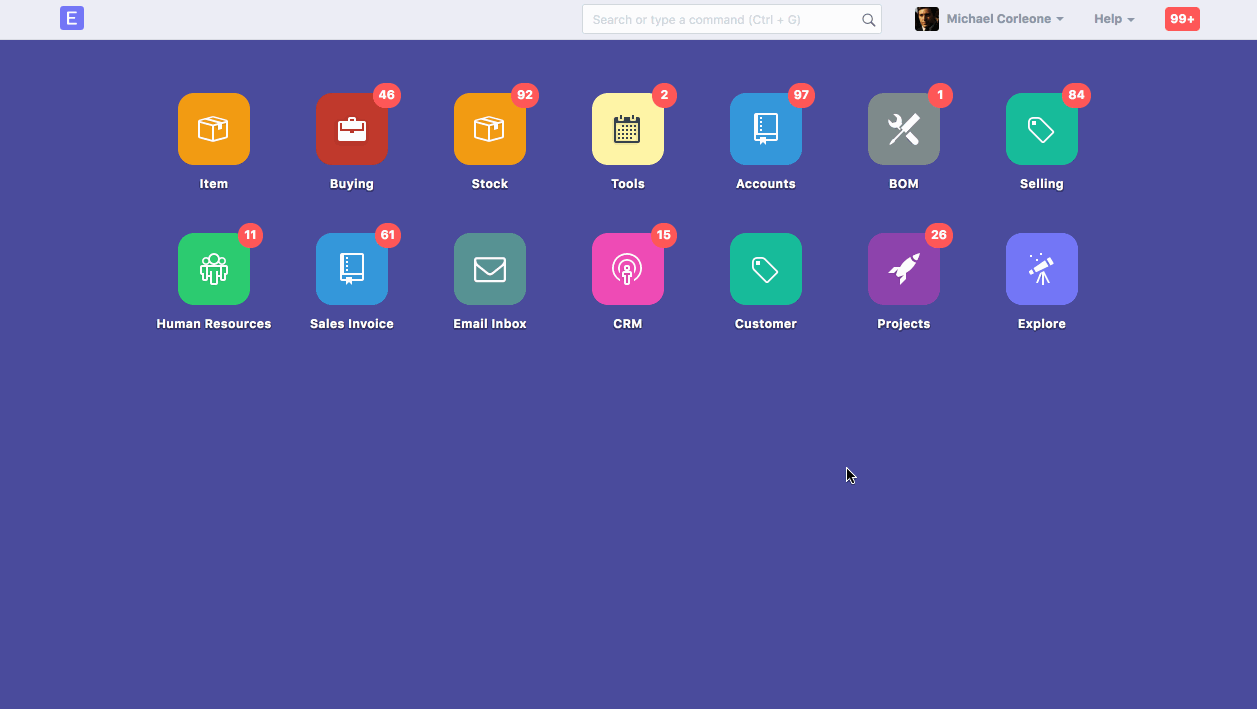 E
Search or type a command (Ctrl + G)
Michael Corleone
Help
99+
46
92
2
97
1
84
Item
Buying
Stock
Tools
Accounts
BOM
Selling
11
61
15
26
Human Resources
Sales Invoice
Email Inbox
CRM
Customer
Projects
Explore